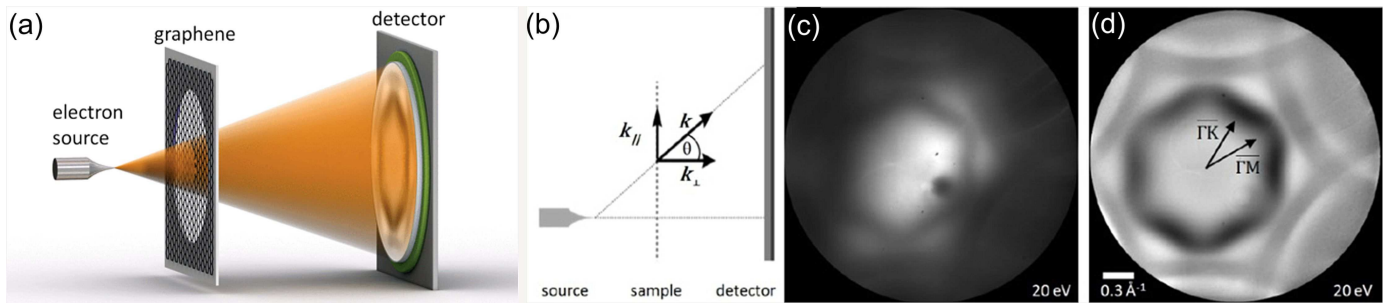 (a)
graphene
detector
electron
source
(b)
k//
k
θ
k⊥
source
sample
detector
(c)
20 eV
(d)
ΓK
ΓM
0.3 Å-1
20 eV